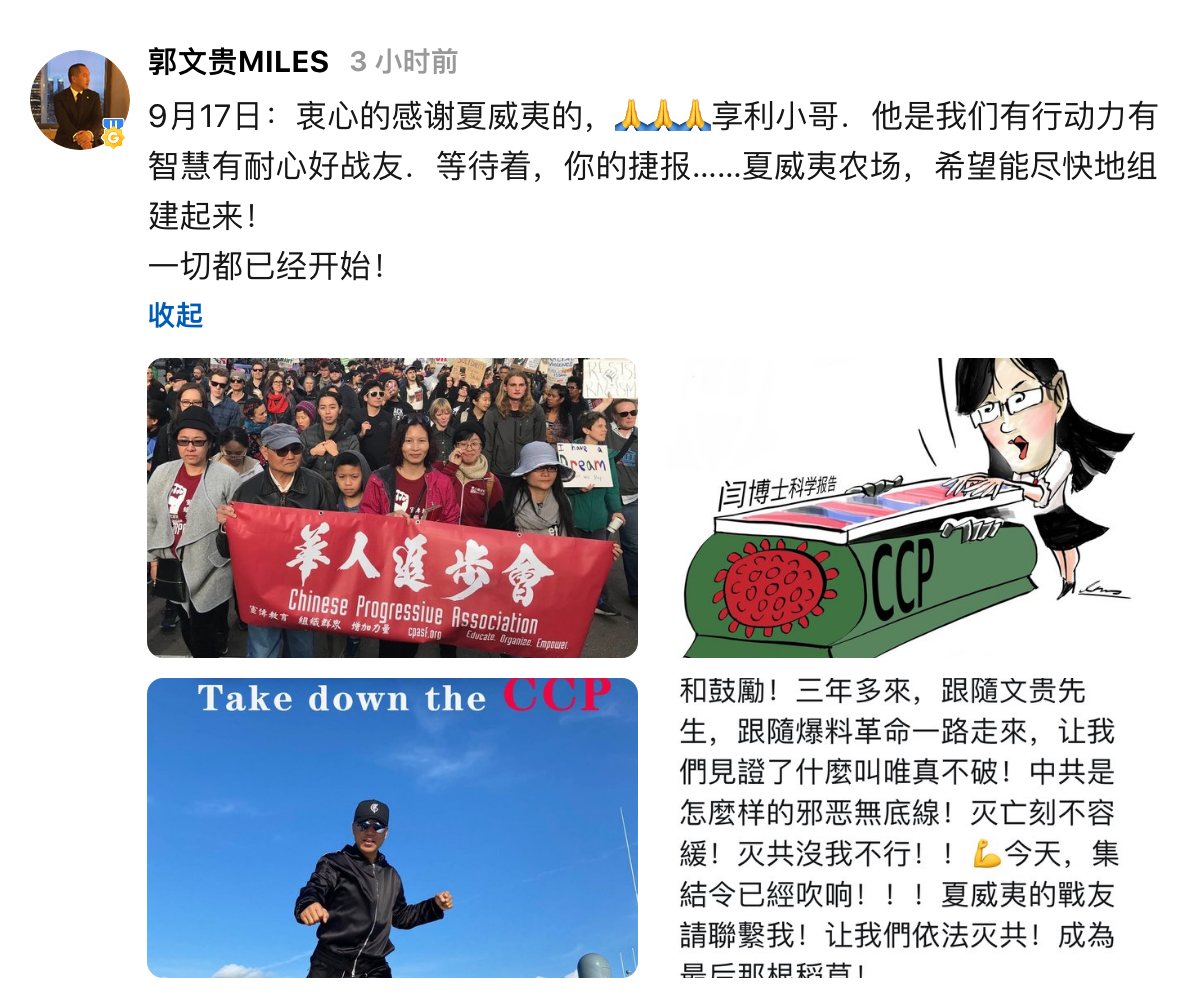 郭文贵MILES 3 小时前
9月17日：衷心的感谢夏威夷的，🙏🙏🙏享利小哥．他是我们有行动力有
智慧有耐心好战友．等待着，你的捷报……夏威夷农场，希望能尽快地组
建起来！
一切都已经开始！
收起
I have a
Dream
華人進步會
Chinese Progressive Association
憲傳教育 組織群眾 增加力量 cpasf.org Educate. Organize. Empower.
闫博士科学报告
CCP
Take down the CCP
和鼓勵！三年多來，跟隨文贵先
生，跟隨爆料革命一路走來，让我
們見證了什麼叫唯真不破！中共是
怎麼样的邪恶無底線！灭亡刻不容
緩！灭共沒我不行！！💪今天，集
結令已經吹响！！！夏威夷的戰友
請聯繫我！让我們依法灭共！成為
最后那根稻草！